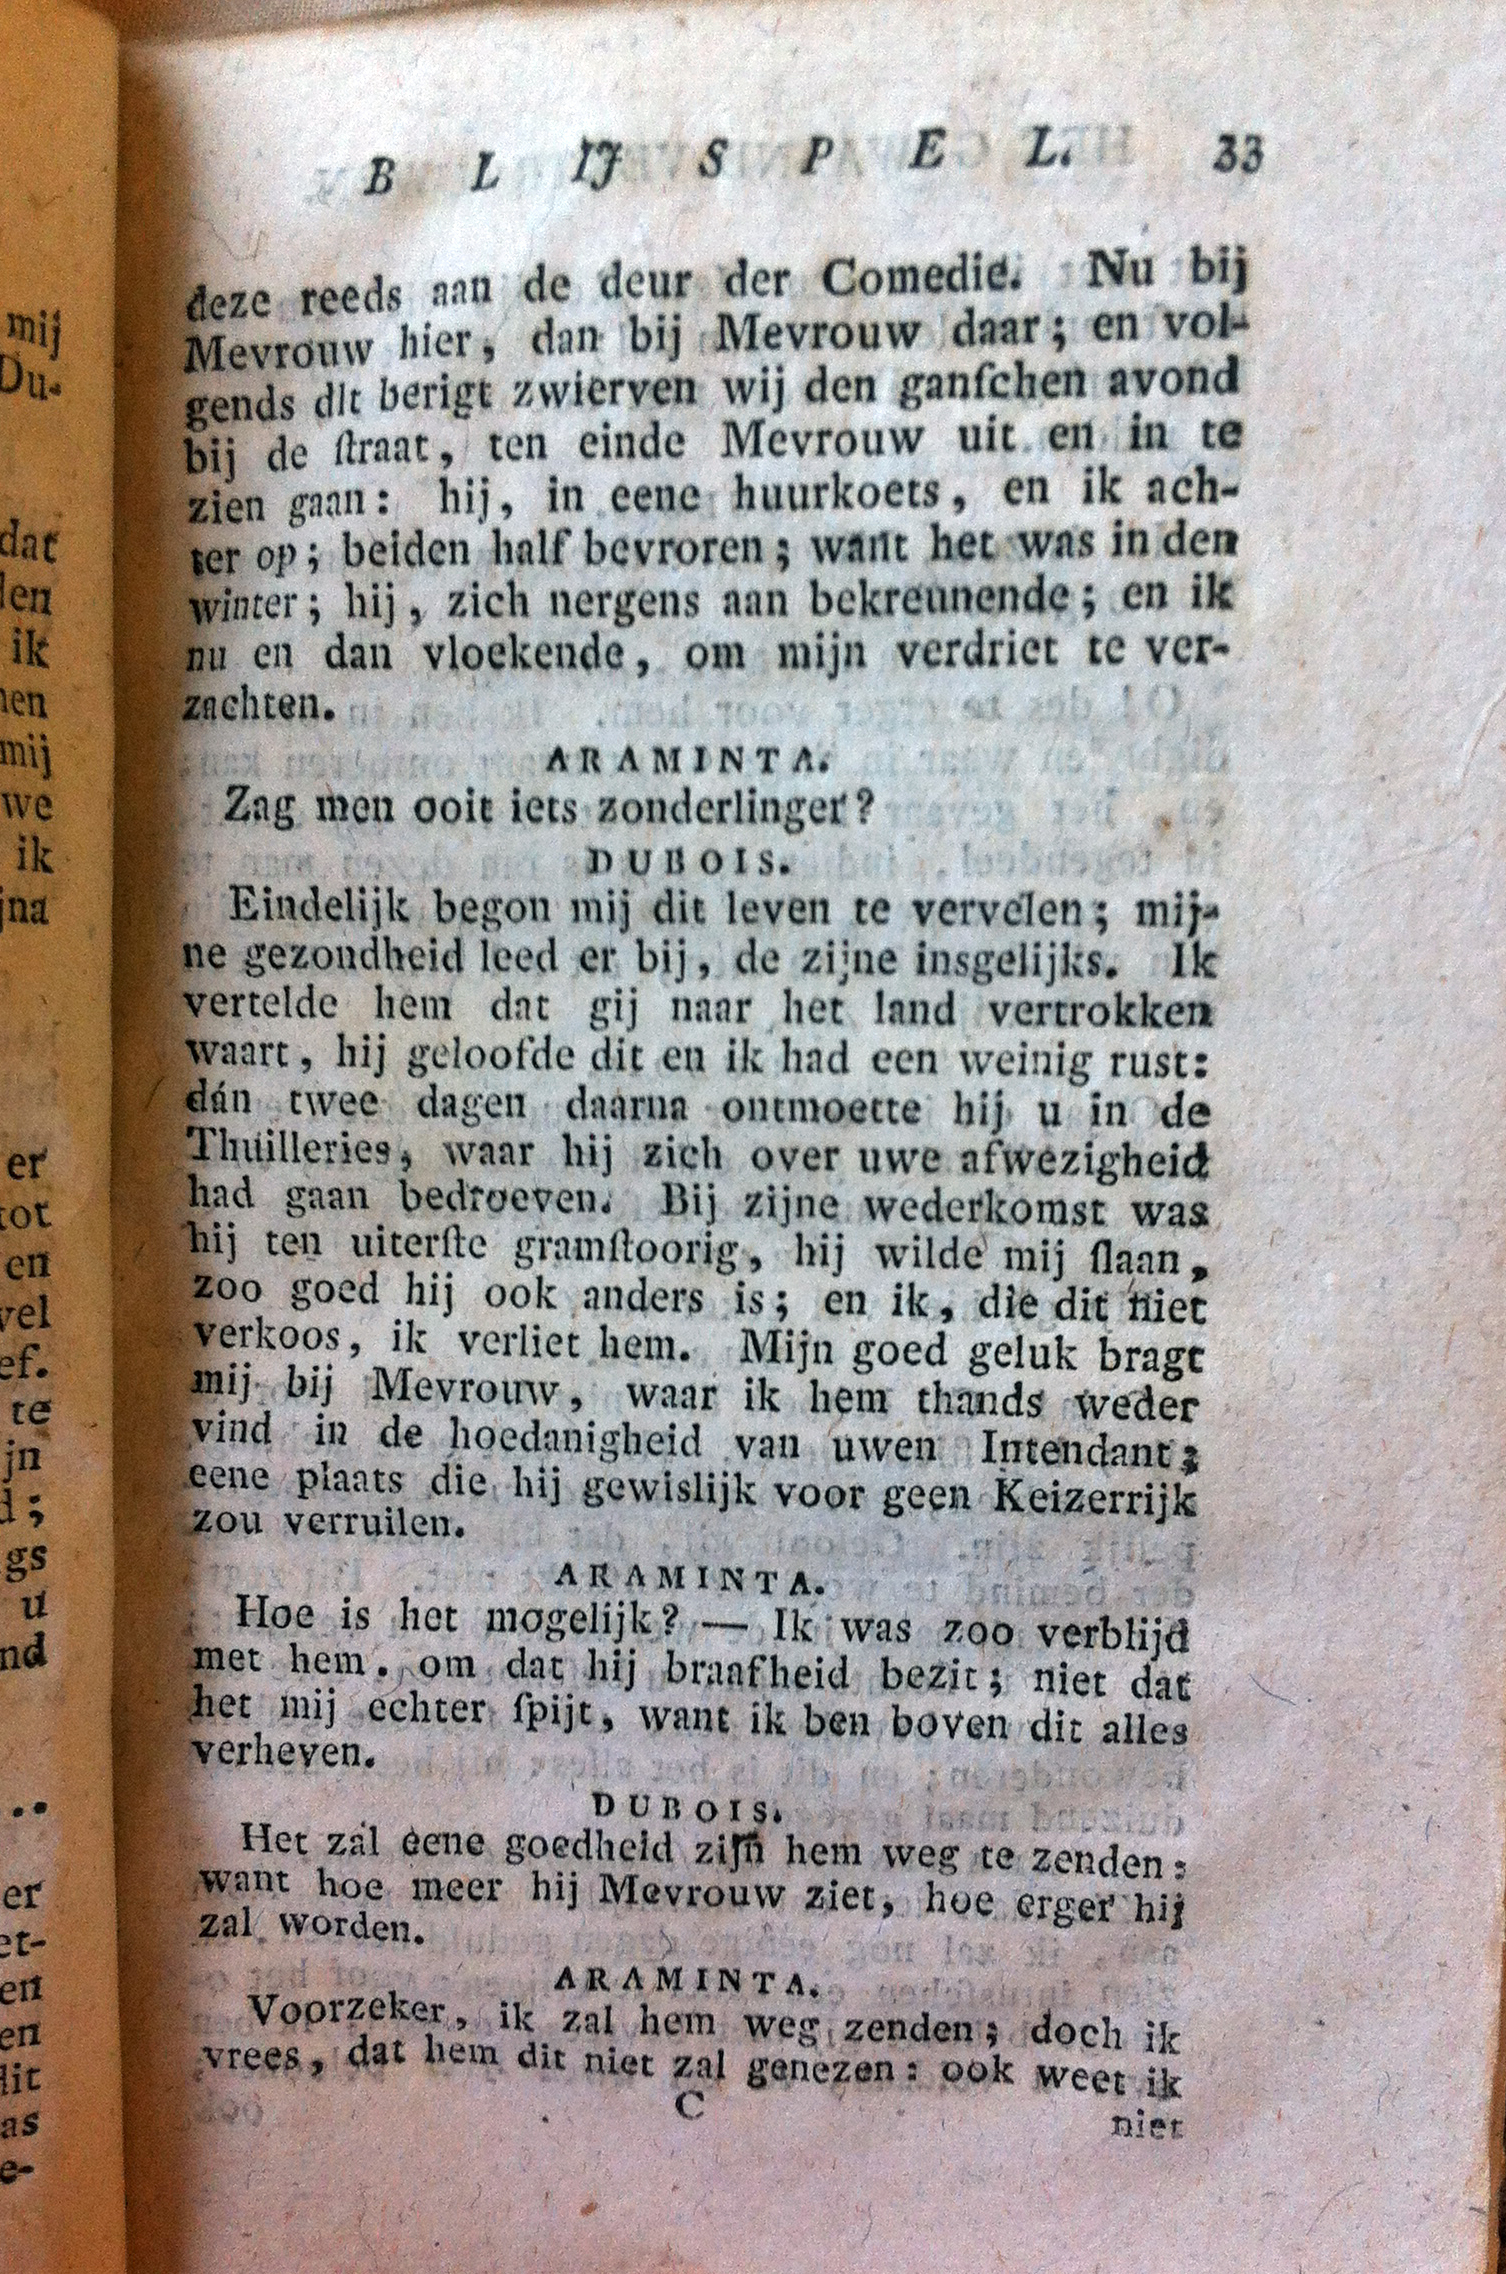 B L IJ S P E L. 33
deze reeds aan de deur der Comedie. Nu bij
Mevrouw hier, dan bij Mevrouw daar; en vol-
gends dit berigt zwierven wij den ganſchen avond
bij de ſtraat, ten einde Mevrouw uit en in te
zien gaan: hij, in eene huurkoets, en ik ach-
ter op; beiden half bevroren; want het was in den
winter; hij, zich nergens aan bekreunende; en ik
nu en dan vloekende, om mijn verdriet te ver-
zachten.
ARAMINTA.
Zag men ooit iets zonderlinger?
DUBOIS.
Eindelijk begon mij dit leven te vervelen; mij-
ne gezondheid leed er bij, de zijne insgelijks. Ik
vertelde hem dat gij naar het land vertrokken
waart, hij geloofde dit en ik had een weinig rust:
dán twee dagen daarna ontmoette hij u in de
Thuilleries, waar hij zich over uwe afwezigheid
had gaan bedroeven. Bij zijne wederkomst was
hij ten uiterſte gramſtoorig, hij wilde mij ſlaan,
zoo goed hij ook anders is; en ik, die dit niet
verkoos, ik verliet hem. Mijn goed geluk bragt
mij bij Mevrouw, waar ik hem thands weder
vind in de hoedanigheid van uwen Intendant;
eene plaats die hij gewislijk voor geen Keizerrijk
zou verruilen.
ARAMINTA.
Hoe is het mogelijk? — Ik was zoo verblijd
met hem. om dat hij braafheid bezit; niet dat
het mij echter ſpijt, want ik ben boven dit alles
verheven.
DUBOIS.
Het zal eene goedheid zijn hem weg te zenden:
want hoe meer hij Mevrouw ziet, hoe erger hij
zal worden.
ARAMINTA.
Voorzeker, ik zal hem weg zenden; doch ik
vrees, dat hem dit niet zal genezen: ook weet ik
C
niet
mij
Du-
dat
ik
mij
we
ik
er
tot
en
te
u
er
en